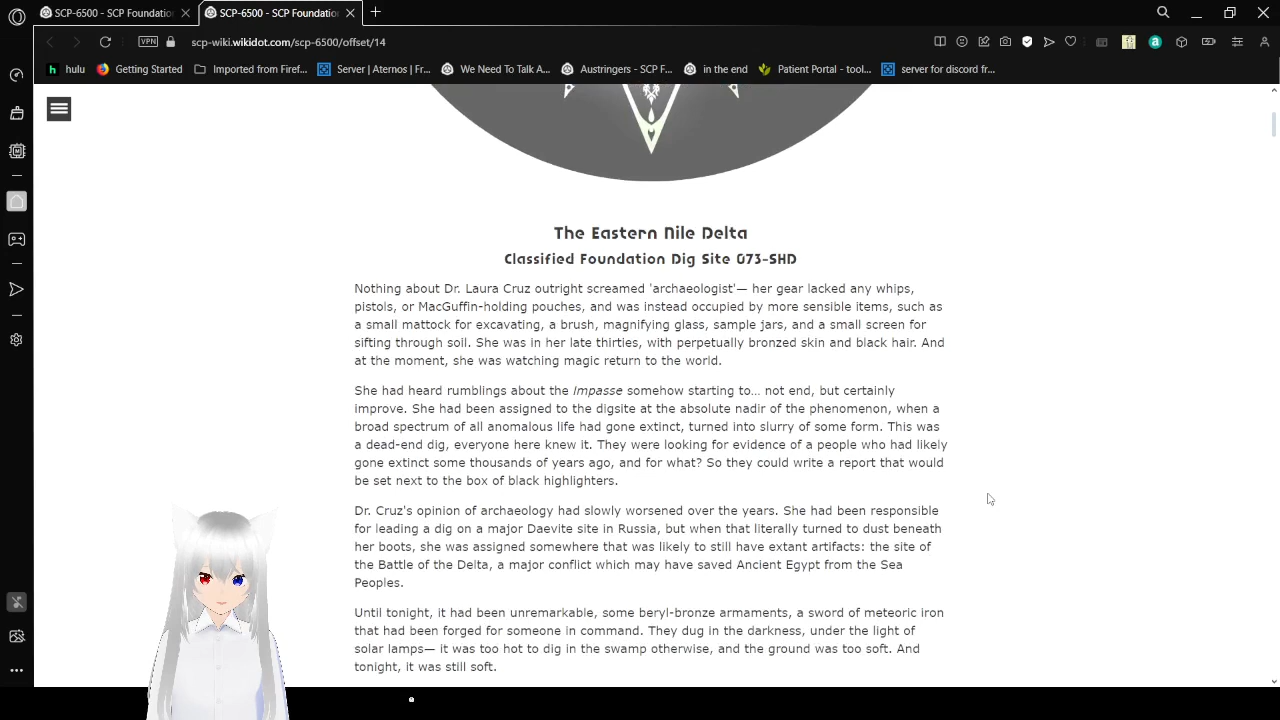 SCP-6500 - SCP Foundation
SCP-6500 - SCP Foundatio
VPN
scp-wiki.wikidot.com/scp-6500/offset/14
hulu
Getting Started
Imported from Firef...
Server | Aternos | Fr...
We Need To Talk A...
Austringers - SCP F...
in the end
Patient Portal - tool...
server for discord fr...
The Eastern Nile Delta
Classified Foundation Dig Site 073-SHD
Nothing about Dr. Laura Cruz outright screamed 'archaeologist'— her gear lacked any whips,
pistols, or MacGuffin-holding pouches, and was instead occupied by more sensible items, such as
a small mattock for excavating, a brush, magnifying glass, sample jars, and a small screen for
sifting through soil. She was in her late thirties, with perpetually bronzed skin and black hair. And
at the moment, she was watching magic return to the world.
She had heard rumblings about the Impasse somehow starting to... not end, but certainly
improve. She had been assigned to the digsite at the absolute nadir of the phenomenon, when a
broad spectrum of all anomalous life had gone extinct, turned into slurry of some form. This was
a dead-end dig, everyone here knew it. They were looking for evidence of a people who had likely
gone extinct some thousands of years ago, and for what? So they could write a report that would
be set next to the box of black highlighters.
Dr. Cruz's opinion of archaeology had slowly worsened over the years. She had been responsible
for leading a dig on a major Daevite site in Russia, but when that literally turned to dust beneath
her boots, she was assigned somewhere that was likely to still have extant artifacts: the site of
the Battle of the Delta, a major conflict which may have saved Ancient Egypt from the Sea
Peoples.
Until tonight, it had been unremarkable, some beryl-bronze armaments, a sword of meteoric iron
that had been forged for someone in command. They dug in the darkness, under the light of
solar lamps— it was too hot to dig in the swamp otherwise, and the ground was too soft. And
tonight, it was still soft.